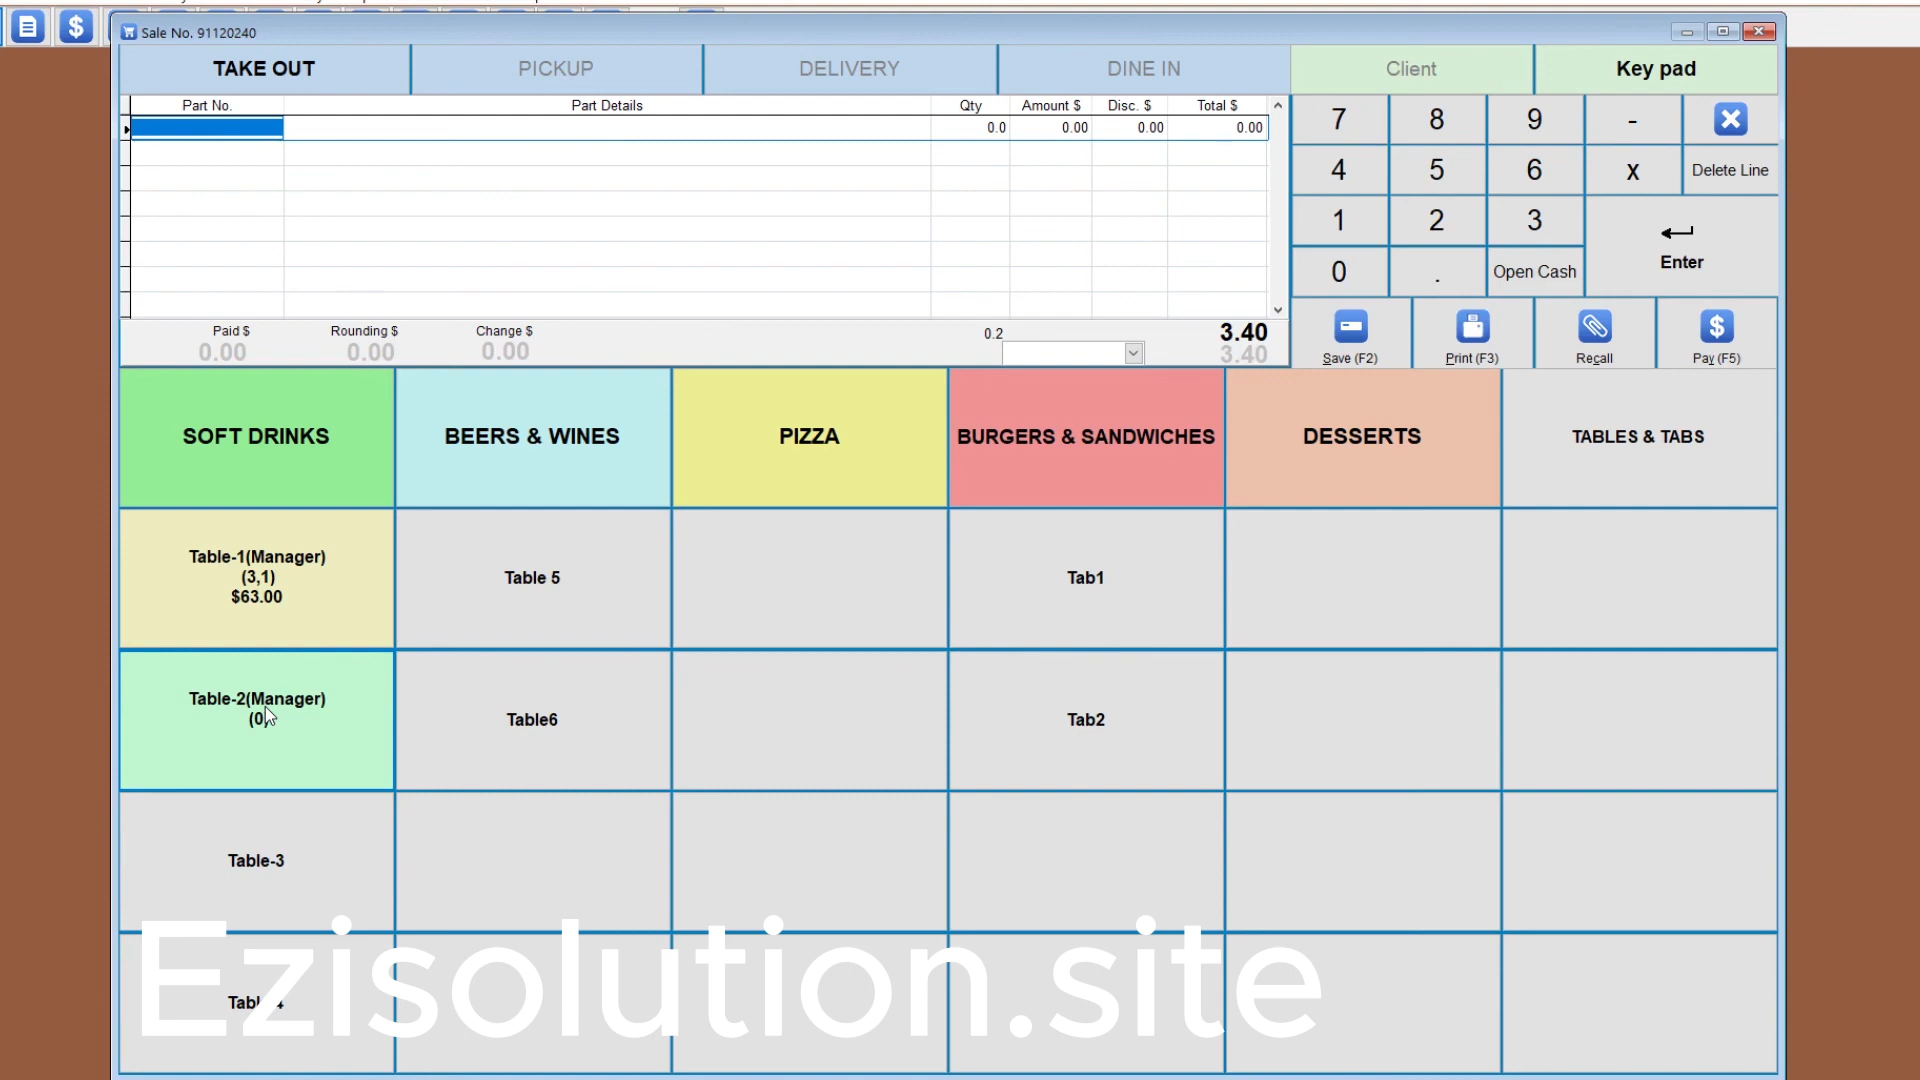 Sale No. 91120240
TAKE OUT
PICKUP
DELIVERY
DINE IN
Client
Key pad
Part No.
Part Details
Qty
Amount $
Disc. $
Total $
0.0
0.00
0.00
0.00
7
8
9
-
4
5
6
x
Delete Line
1
2
3
Enter
0
.
Open Cash
Paid $
Rounding $
Change $
0.2
3.40
0.00
0.00
0.00
3.40
Save (F2)
Print (F3)
Recall
Pay (F5)
SOFT DRINKS
BEERS & WINES
PIZZA
BURGERS & SANDWICHES
DESSERTS
TABLES & TABS
Table-1(Manager)
(3,1)
$63.00
Table 5
Tab1
Table-2(Manager)
(0)
Table6
Tab2
Table-3
Ezisolution.site